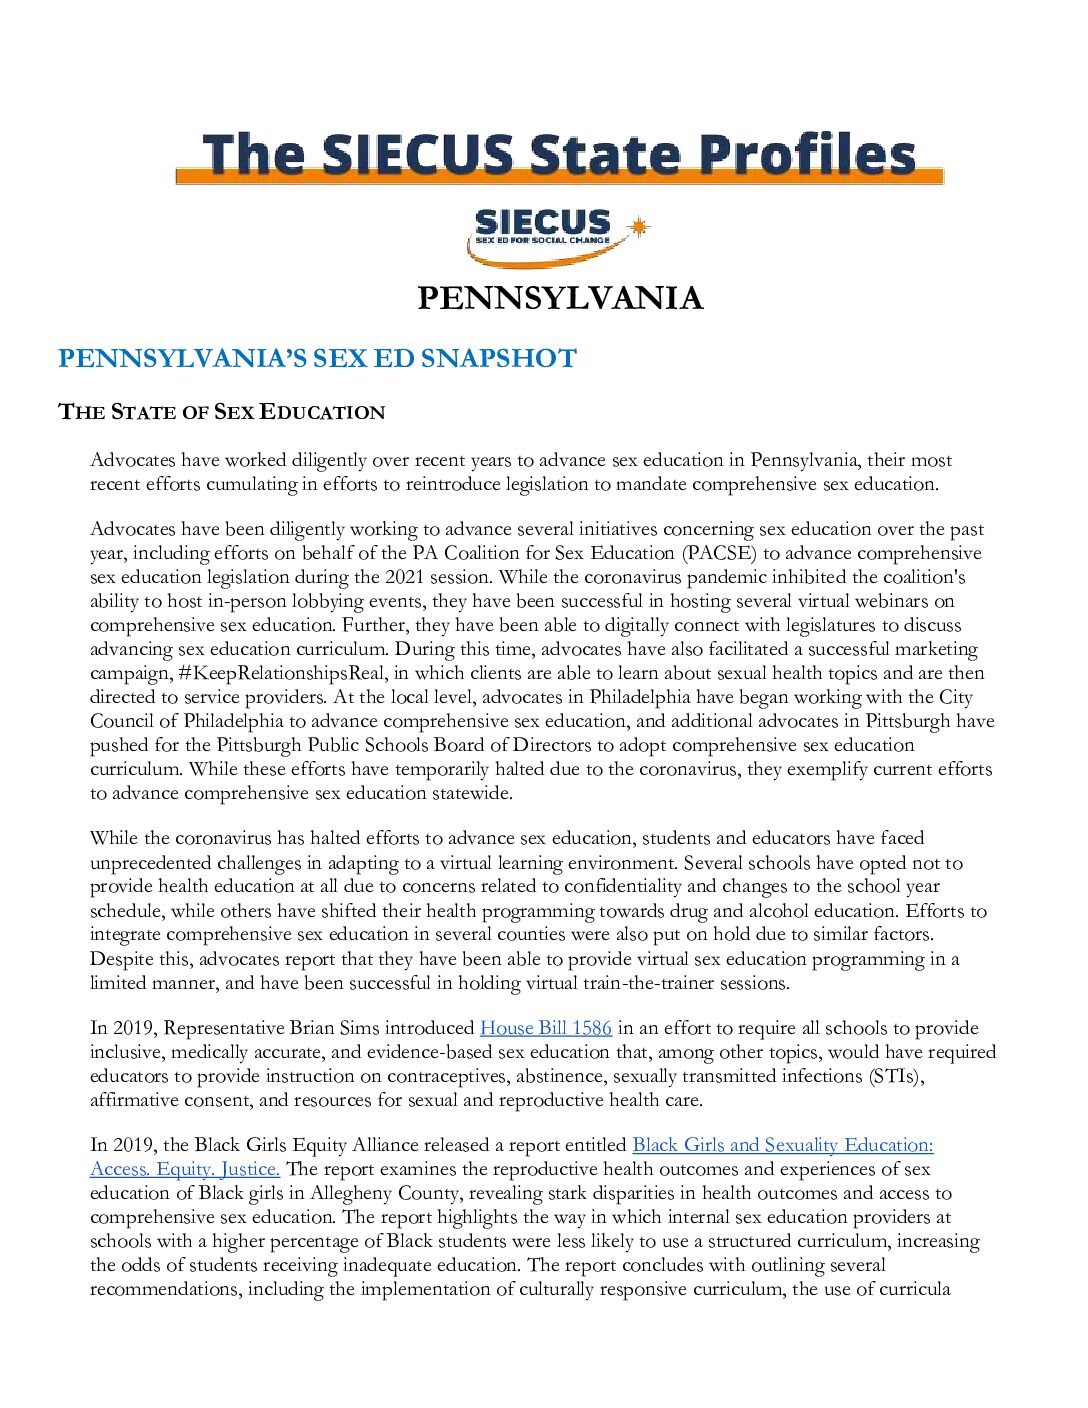 The SIECUS State Profiles
SIECUS
SEX ED FOR SOCIAL CHANGE
PENNSYLVANIA
PENNSYLVANIA’S SEX ED SNAPSHOT
THE STATE OF SEX EDUCATION
Advocates have worked diligently over recent years to advance sex education in Pennsylvania, their most
recent efforts cumulating in efforts to reintroduce legislation to mandate comprehensive sex education.
Advocates have been diligently working to advance several initiatives concerning sex education over the past
year, including efforts on behalf of the PA Coalition for Sex Education (PACSE) to advance comprehensive
sex education legislation during the 2021 session. While the coronavirus pandemic inhibited the coalition's
ability to host in-person lobbying events, they have been successful in hosting several virtual webinars on
comprehensive sex education. Further, they have been able to digitally connect with legislatures to discuss
advancing sex education curriculum. During this time, advocates have also facilitated a successful marketing
campaign, #KeepRelationshipsReal, in which clients are able to learn about sexual health topics and are then
directed to service providers. At the local level, advocates in Philadelphia have began working with the City
Council of Philadelphia to advance comprehensive sex education, and additional advocates in Pittsburgh have
pushed for the Pittsburgh Public Schools Board of Directors to adopt comprehensive sex education
curriculum. While these efforts have temporarily halted due to the coronavirus, they exemplify current efforts
to advance comprehensive sex education statewide.
While the coronavirus has halted efforts to advance sex education, students and educators have faced
unprecedented challenges in adapting to a virtual learning environment. Several schools have opted not to
provide health education at all due to concerns related to confidentiality and changes to the school year
schedule, while others have shifted their health programming towards drug and alcohol education. Efforts to
integrate comprehensive sex education in several counties were also put on hold due to similar factors.
Despite this, advocates report that they have been able to provide virtual sex education programming in a
limited manner, and have been successful in holding virtual train-the-trainer sessions.
In 2019, Representative Brian Sims introduced House Bill 1586 in an effort to require all schools to provide
inclusive, medically accurate, and evidence-based sex education that, among other topics, would have required
educators to provide instruction on contraceptives, abstinence, sexually transmitted infections (STIs),
affirmative consent, and resources for sexual and reproductive health care.
In 2019, the Black Girls Equity Alliance released a report entitled Black Girls and Sexuality Education:
Access. Equity. Justice. The report examines the reproductive health outcomes and experiences of sex
education of Black girls in Allegheny County, revealing stark disparities in health outcomes and access to
comprehensive sex education. The report highlights the way in which internal sex education providers at
schools with a higher percentage of Black students were less likely to use a structured curriculum, increasing
the odds of students receiving inadequate education. The report concludes with outlining several
recommendations, including the implementation of culturally responsive curriculum, the use of curricula